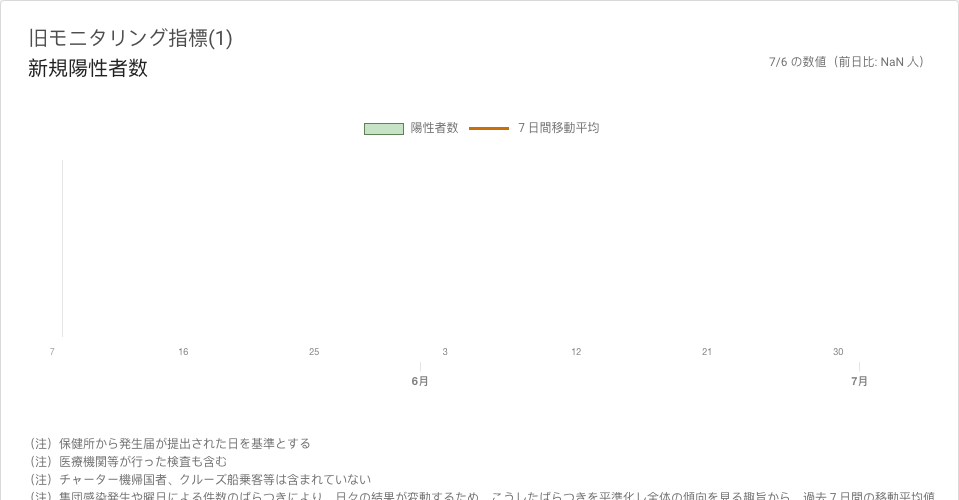 旧モニタリング指標(1)
新規陽性者数
7/6 の数値（前日比: NaN 人）
陽性者数 7 日間移動平均
7 16 25 3 12 21 30
6月 7月
（注）保健所から発生届が提出された日を基準とする
（注）医療機関等が行った検査も含む
（注）チャーター機帰国者、クルーズ船乗客等は含まれていない
（注）集団感染発生や曜日による件数のばらつきにより、日々の結果が変動するため、こうしたばらつきを平準化し全体の傾向を見る趣旨から、過去７日間の移動平均値